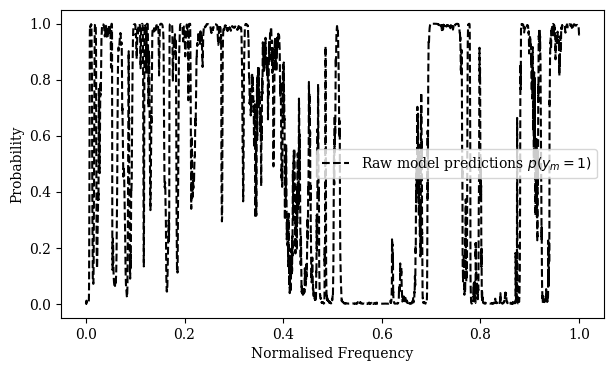 1.0
0.8
0.6
0.4
0.2
0.0
Probability
Raw model predictions p(yₘ = 1)
0.0 0.2 0.4 0.6 0.8 1.0
Normalised Frequency